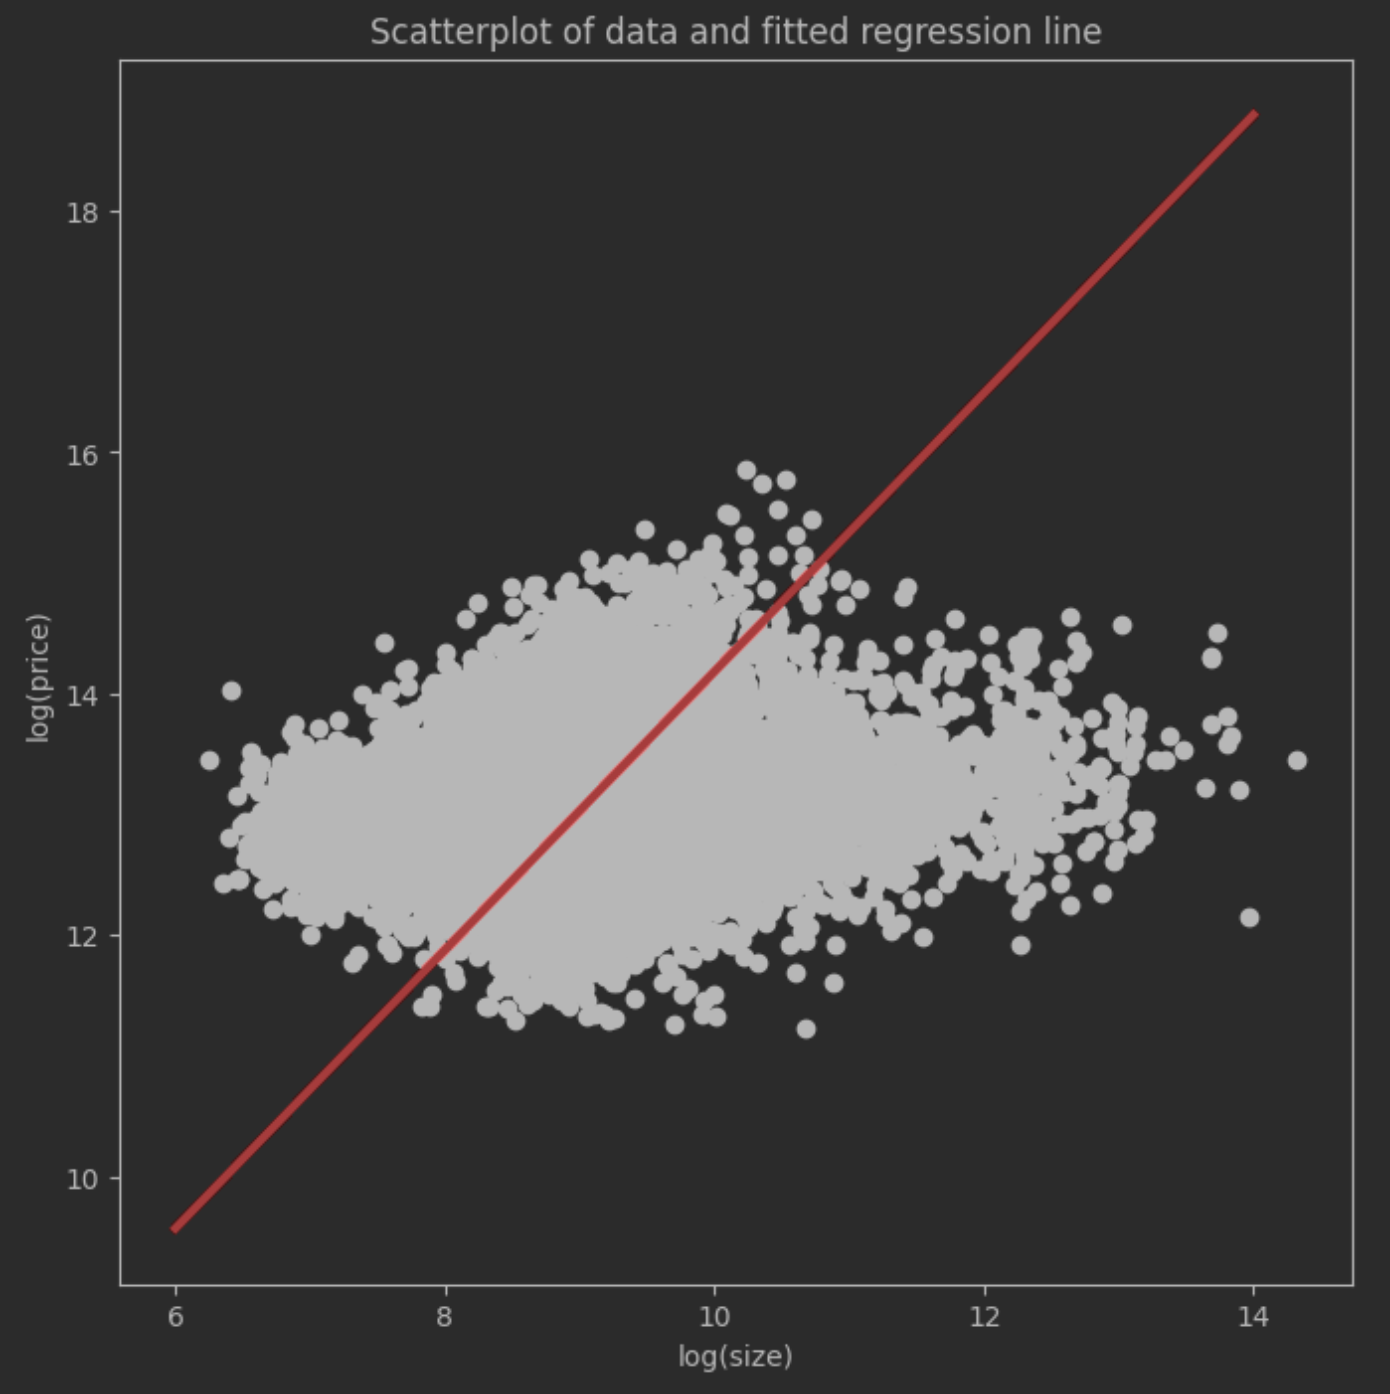 Scatterplot of data and fitted regression line
18
16
14
12
10
log(price)
6 8 10 12 14
log(size)